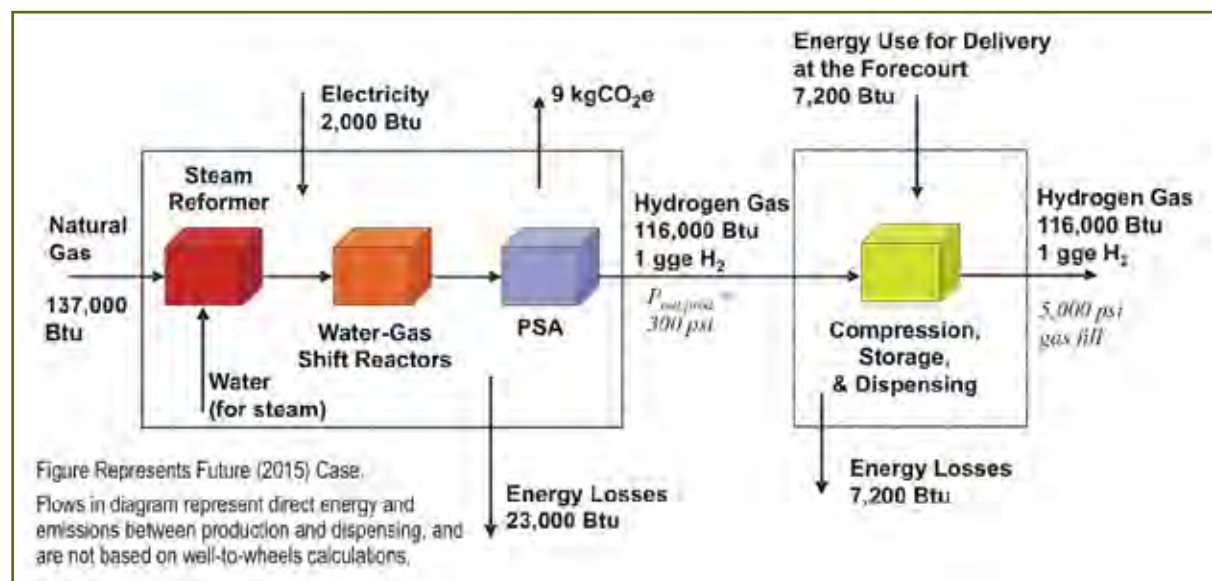 Energy Use for Delivery
at the Forecourt
7,200 Btu
Electricity
2,000 Btu
9 kgCO₂e
Steam
Reformer
Natural
Gas
137,000
Btu
Water
(for steam)
Water-Gas
Shift Reactors
PSA
Hydrogen Gas
116,000 Btu
1 gge H₂
300 psi
Compression,
Storage,
& Dispensing
Hydrogen Gas
116,000 Btu
1 gge H₂
5,000 psi
gas fill
Energy Losses
23,000 Btu
Energy Losses
7,200 Btu
Figure Represents Future (2015) Case.
Flows in diagram represent direct energy and
emissions between production and dispensing, and
are not based on well-to-wheels calculations.